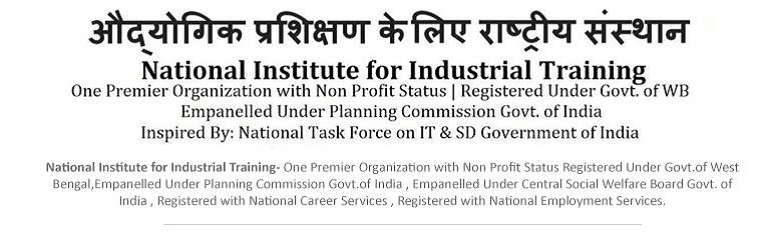 औद्योगिक प्रशिक्षण के लिए राष्ट्रीय संस्थान
National Institute for Industrial Training
One Premier Organization with Non Profit Status | Registered Under Govt. of WB
Empanelled Under Planning Commission Govt. of India
Inspired By: National Task Force on IT & SD Government of India
National Institute for Industrial Training- One Premier Organization with Non Profit Status Registered Under Govt.of West
Bengal,Empanelled Under Planning Commission Govt.of India , Empanelled Under Central Social Welfare Board Govt. of
India , Registered with National Career Services , Registered with National Employment Services.